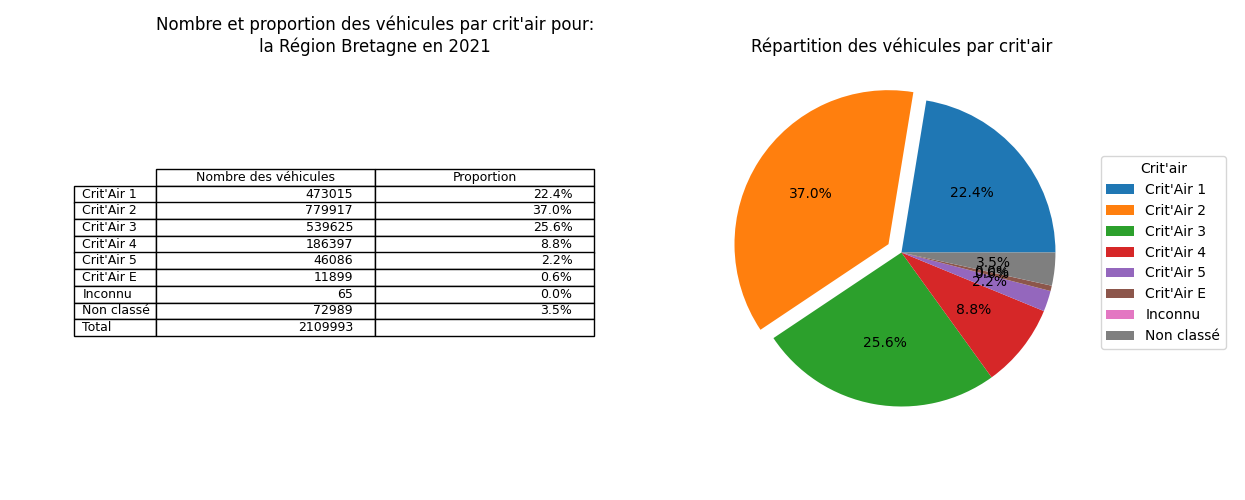 Nombre et proportion des véhicules par crit'air pour:
la Région Bretagne en 2021
Nombre des véhicules Proportion
Crit'Air 1 473015 22.4%
Crit'Air 2 779917 37.0%
Crit'Air 3 539625 25.6%
Crit'Air 4 186397 8.8%
Crit'Air 5 46086 2.2%
Crit'Air E 11899 0.6%
Inconnu 65 0.0%
Non classé 72989 3.5%
Total 2109993
Répartition des véhicules par crit'air
22.4%
37.0%
25.6%
8.8%
2.2%
0.6%
0.0%
3.5%
Crit'air
Crit'Air 1
Crit'Air 2
Crit'Air 3
Crit'Air 4
Crit'Air 5
Crit'Air E
Inconnu
Non classé